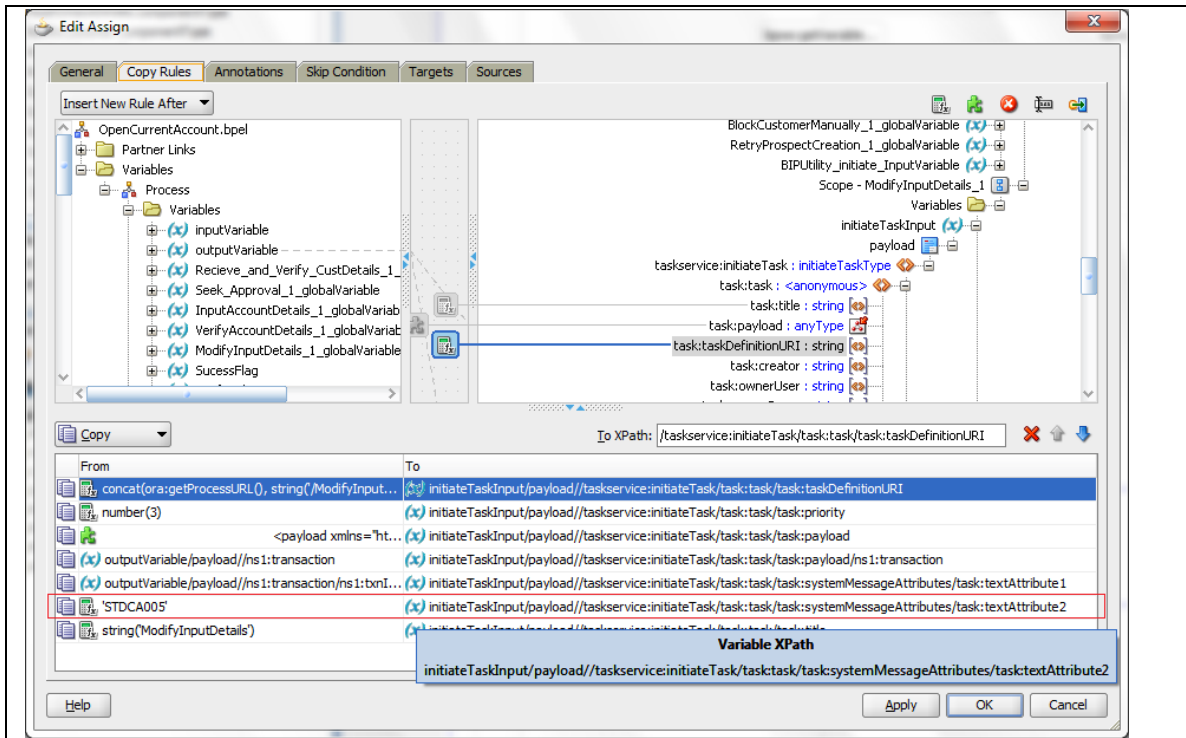 Edit Assign
General Copy Rules Annotations Skip Condition Targets Sources
Insert New Rule After
OpenCurrentAccount.bpel
Partner Links
Variables
Process
Variables
inputVariable
outputVariable
Recieve_and_Verify_CustDetails_1_
Seek_Approval_1_globalVariable
InputAccountDetails_1_globalVariab
VerifyAccountDetails_1_globalVariab
ModifyInputDetails_1_globalVariable
SucessFlag
BlockCustomerManually_1_globalVariable (x)
RetryProspectCreation_1_globalVariable (x)
BIPUtility_initiate_InputVariable (x)
Scope - ModifyInputDetails_1
Variables
initiateTaskInput (x)
payload
taskservice:initiateTask : initiateTaskType
task:task : <anonymous>
task:title : string
task:payload : anyType
task:taskDefinitionURI : string
task:creator : string
task:ownerUser : string
Copy To XPath: /taskservice:initiateTask/task:task/task:taskDefinitionURI
From To
concat(ora:getProcessURL(), string('/ModifyInput... initiateTaskInput/payload//taskservice:initiateTask/task:task/task:taskDefinitionURI
number(3) (x) initiateTaskInput/payload//taskservice:initiateTask/task:task/task:priority
<payload xmlns="ht... (x) initiateTaskInput/payload//taskservice:initiateTask/task:task/task:payload
(x) outputVariable/payload//ns1:transaction (x) initiateTaskInput/payload//taskservice:initiateTask/task:task/task:payload/ns1:transaction
(x) outputVariable/payload//ns1:transaction/ns1:txnI... (x) initiateTaskInput/payload//taskservice:initiateTask/task:task/task:systemMessageAttributes/task:textAttribute1
'STDCA005' (x) initiateTaskInput/payload//taskservice:initiateTask/task:task/task:systemMessageAttributes/task:textAttribute2
string('ModifyInputDetails') (x) initiateTaskInput/payload//taskservice:initiateTask/task:task/task:title
Variable XPath
initiateTaskInput/payload//taskservice:initiateTask/task:task/task:systemMessageAttributes/task:textAttribute2
Help Apply OK Cancel